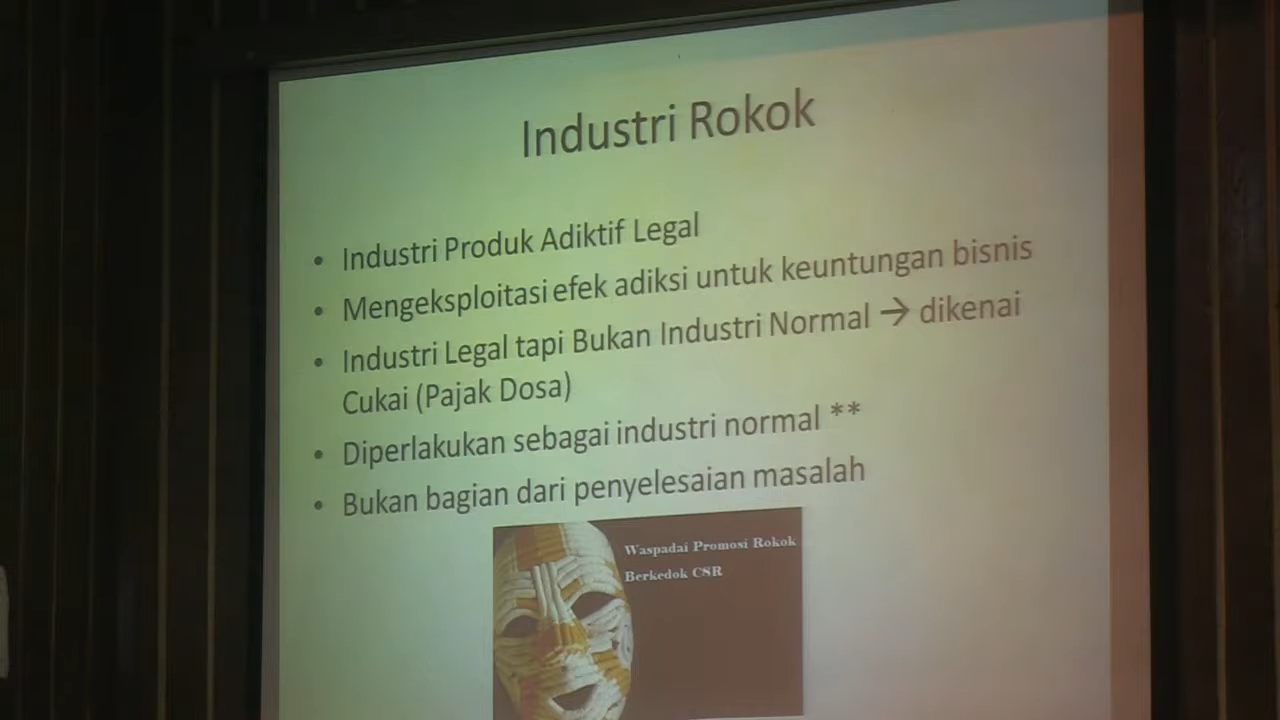 Industri Rokok
• Industri Produk Adiktif Legal
• Mengeksploitasi efek adiksi untuk keuntungan bisnis
• Industri Legal tapi Bukan Industri Normal → dikenai
Cukai (Pajak Dosa)
• Diperlakukan sebagai industri normal **
• Bukan bagian dari penyelesaian masalah
Waspadai Promosi Rokok
Berkedok CSR